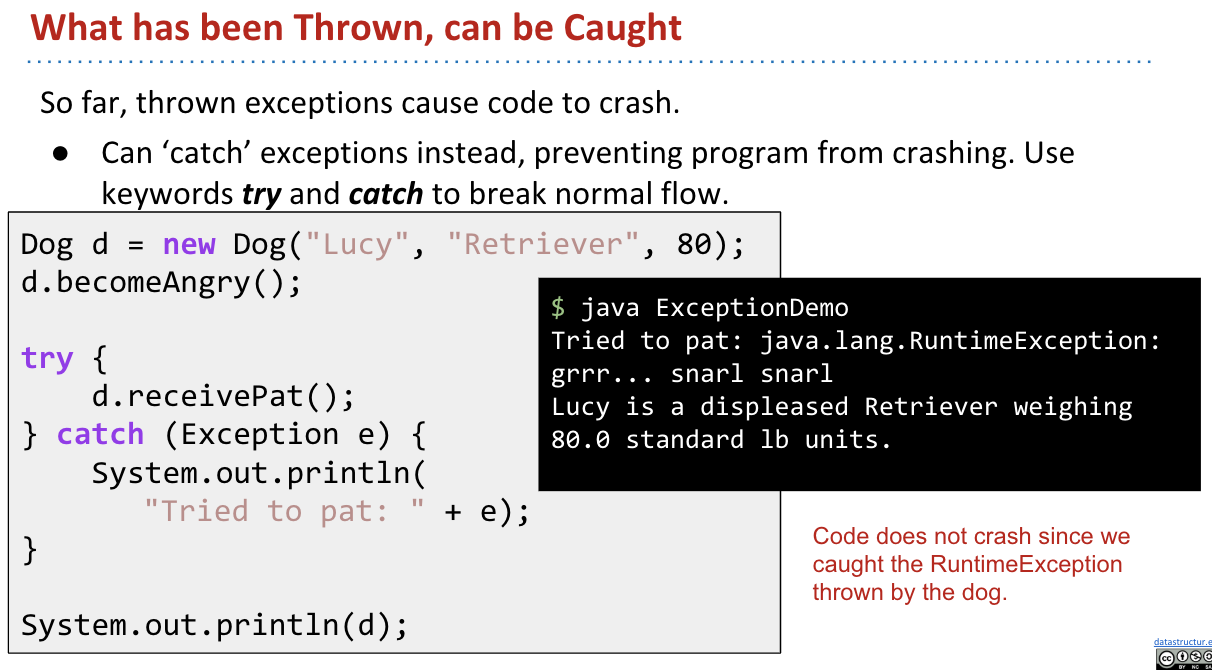 What has been Thrown, can be Caught
So far, thrown exceptions cause code to crash.
● Can ‘catch’ exceptions instead, preventing program from crashing. Use
keywords try and catch to break normal flow.
Dog d = new Dog("Lucy", "Retriever", 80);
d.becomeAngry();
try {
    d.receivePat();
} catch (Exception e) {
    System.out.println(
       "Tried to pat: " + e);
}
System.out.println(d);
$ java ExceptionDemo
Tried to pat: java.lang.RuntimeException:
grrr... snarl snarl
Lucy is a displeased Retriever weighing
80.0 standard lb units.
Code does not crash since we
caught the RuntimeException
thrown by the dog.
datastructur.e
cc
BY NC SA